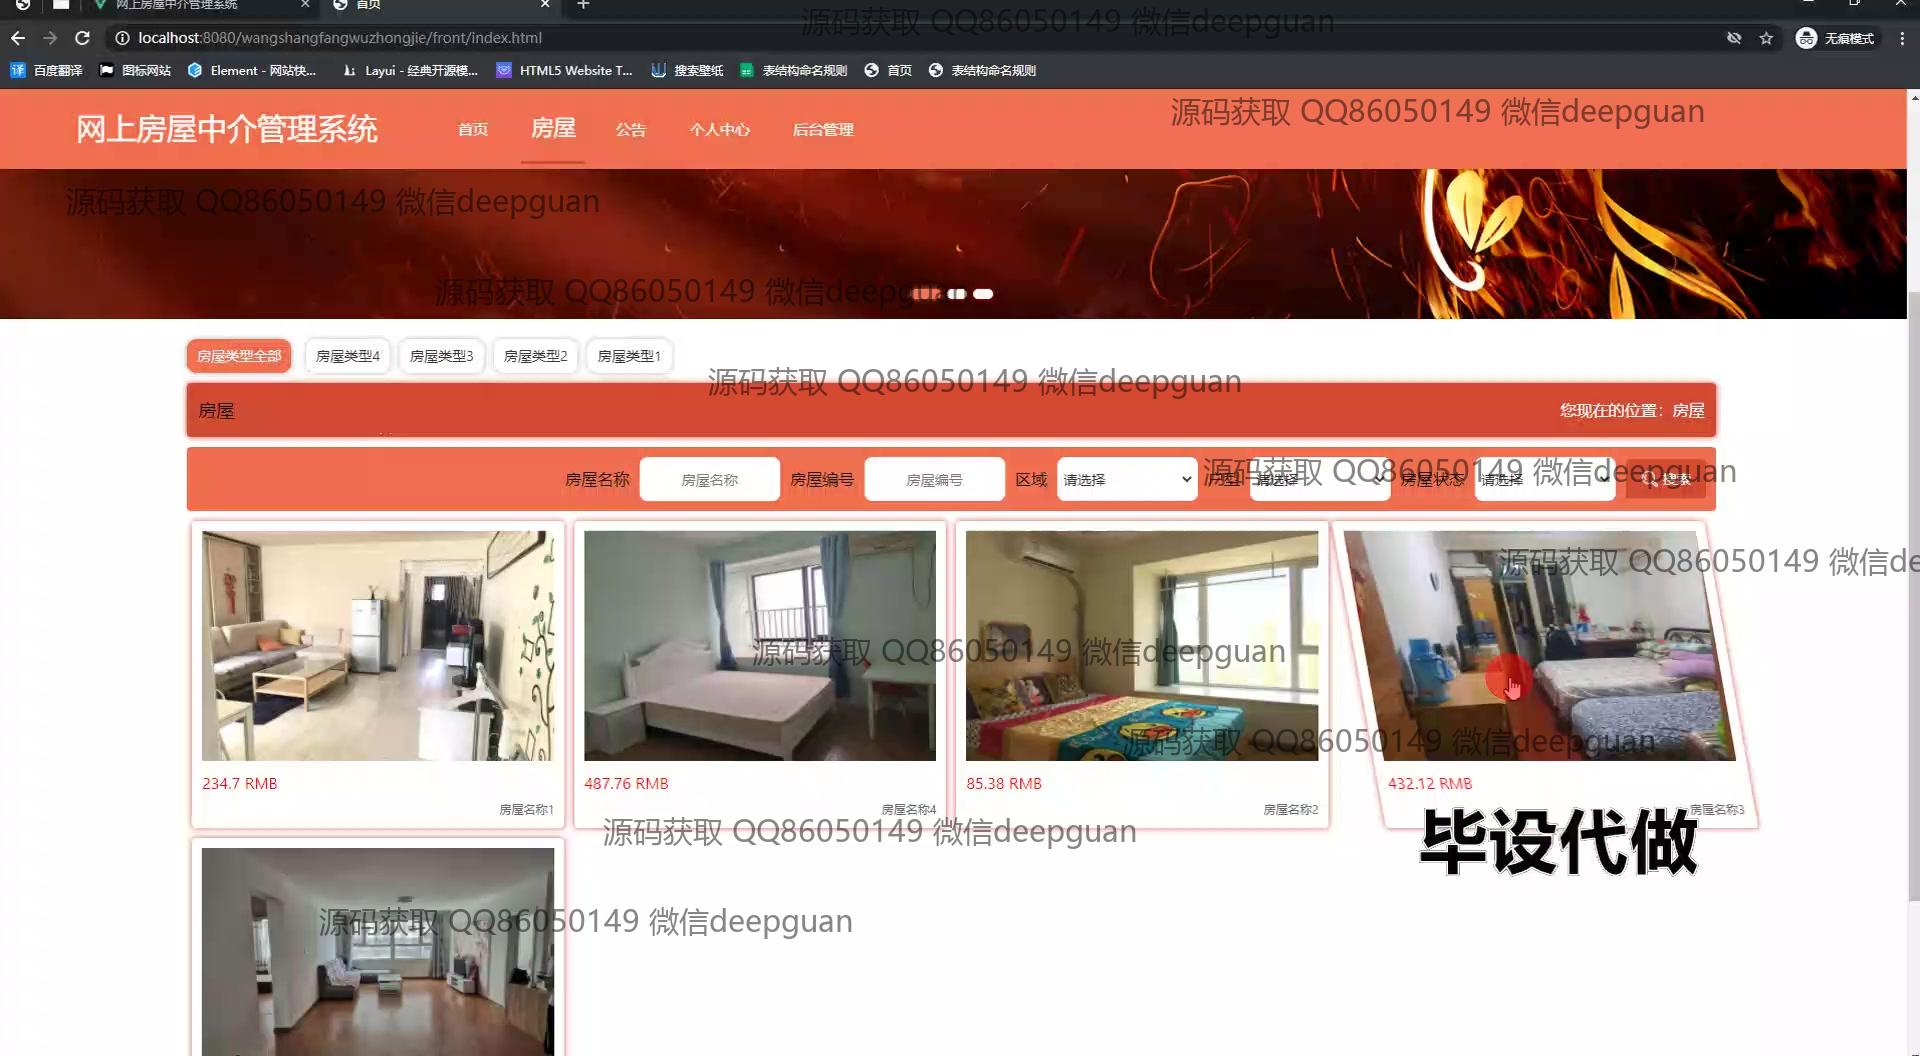 网上房屋中介管理系统
首页
源码获取 QQ86050149 微信deepguan
localhost:8080/wangshangfangwuzhongjie/front/index.html
无痕模式
百度翻译
图标网站
Element - 网站快...
Layui - 经典开源模...
HTML5 Website T...
搜索壁纸
表结构命名规则
首页
表结构命名规则
网上房屋中介管理系统
首页
房屋
公告
个人中心
后台管理
源码获取 QQ86050149 微信deepguan
源码获取 QQ86050149 微信deepguan
源码获取 QQ86050149 微信deepguan
房屋类型全部
房屋类型4
房屋类型3
房屋类型2
房屋类型1
源码获取 QQ86050149 微信deepguan
房屋
您现在的位置：房屋
房屋名称
房屋名称
房屋编号
房屋编号
区域
请选择
请选择
房屋状态
请选择
搜索
源码获取 QQ86050149 微信deepguan
源码获取 QQ86050149 微信de
源码获取 QQ86050149 微信deepguan
源码获取 QQ86050149 微信deepguan
234.7 RMB
487.76 RMB
85.38 RMB
432.12 RMB
房屋名称1
房屋名称4
房屋名称2
房屋名称3
源码获取 QQ86050149 微信deepguan
毕设代做
源码获取 QQ86050149 微信deepguan